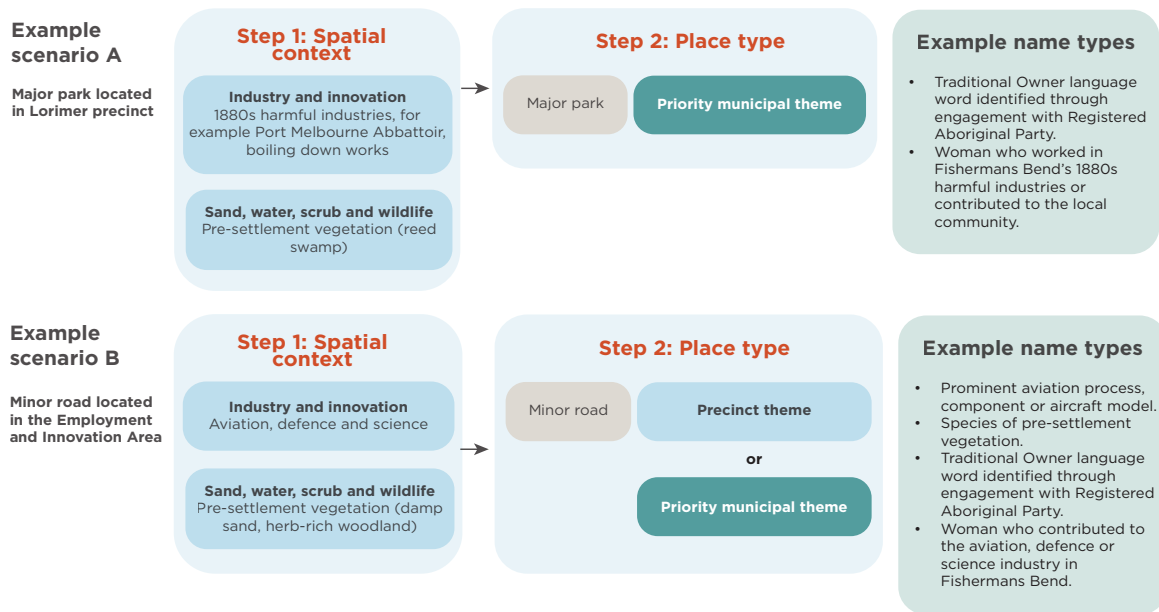 Example
scenario A
Major park located
in Lorimer precinct
Step 1: Spatial
context
Industry and innovation
1880s harmful industries, for
example Port Melbourne Abbattoir,
boiling down works
Sand, water, scrub and wildlife
Pre-settlement vegetation (reed
swamp)
Step 2: Place type
Major park
Priority municipal theme
Example name types
• Traditional Owner language
word identified through
engagement with Registered
Aboriginal Party.
• Woman who worked in
Fishermans Bend’s 1880s
harmful industries or
contributed to the local
community.
Example
scenario B
Minor road located
in the Employment
and Innovation Area
Step 1: Spatial
context
Industry and innovation
Aviation, defence and science
Sand, water, scrub and wildlife
Pre-settlement vegetation (damp
sand, herb-rich woodland)
Step 2: Place type
Minor road
Precinct theme
or
Priority municipal theme
Example name types
• Prominent aviation process,
component or aircraft model.
• Species of pre-settlement
vegetation.
• Traditional Owner language
word identified through
engagement with Registered
Aboriginal Party.
• Woman who contributed to
the aviation, defence or
science industry in
Fishermans Bend.